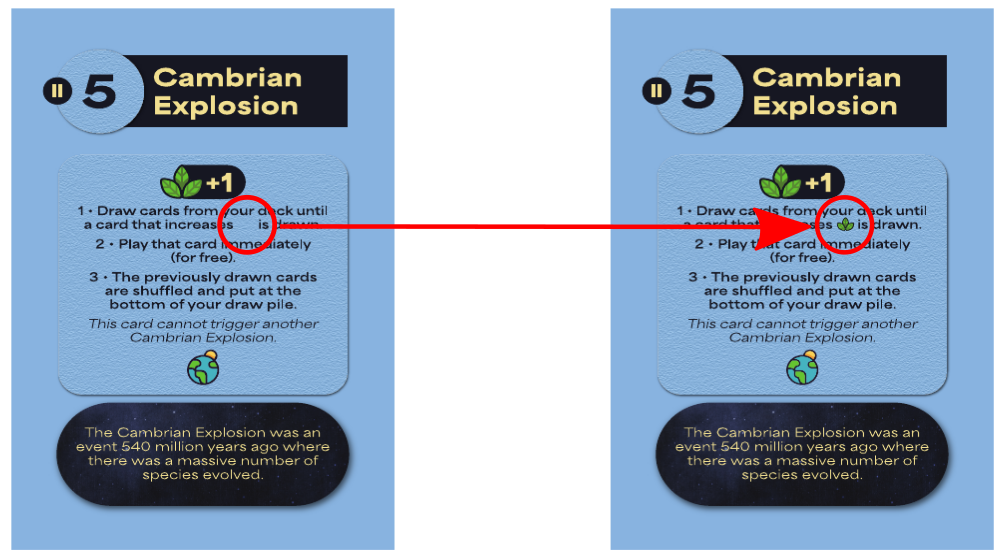 II 5 Cambrian
Explosion
+1
1 • Draw cards from your deck until
a card that increases is drawn.
2 • Play that card immediately
(for free).
3 • The previously drawn cards
are shuffled and put at the
bottom of your draw pile.
This card cannot trigger another
Cambrian Explosion.
The Cambrian Explosion was an
event 540 million years ago where
there was a massive number of
species evolved.
II 5 Cambrian
Explosion
+1
1 • Draw cards from your deck until
a card that increases is drawn.
2 • Play that card immediately
(for free).
3 • The previously drawn cards
are shuffled and put at the
bottom of your draw pile.
This card cannot trigger another
Cambrian Explosion.
The Cambrian Explosion was an
event 540 million years ago where
there was a massive number of
species evolved.